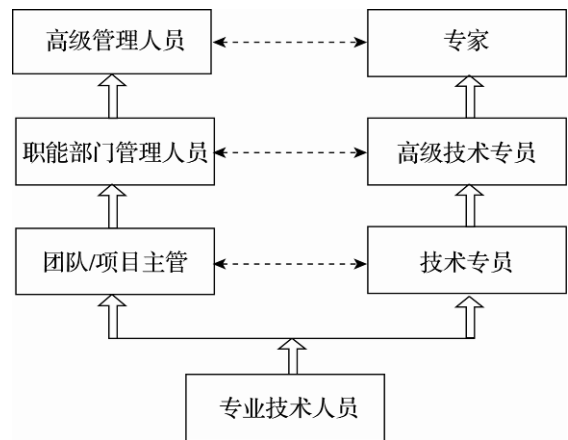 高级管理人员
专家
职能部门管理人员
高级技术专员
团队/项目主管
技术专员
专业技术人员